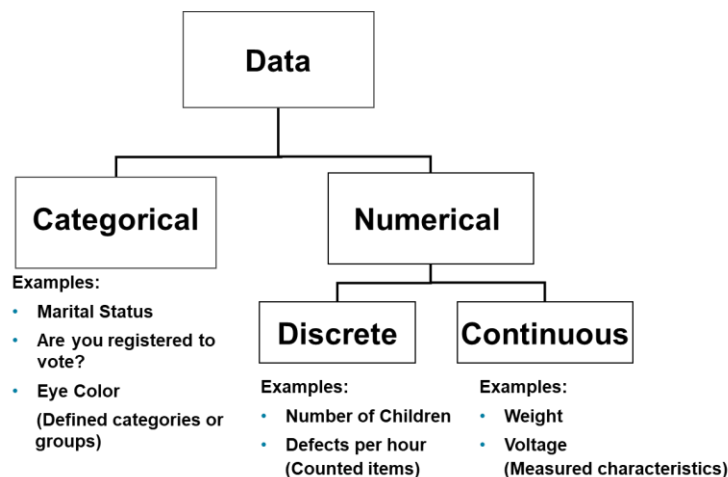 Data
Categorical
Numerical
Examples:
• Marital Status
• Are you registered to
vote?
• Eye Color
(Defined categories or
groups)
Discrete
Continuous
Examples:
• Number of Children
• Defects per hour
(Counted items)
Examples:
• Weight
• Voltage
(Measured characteristics)